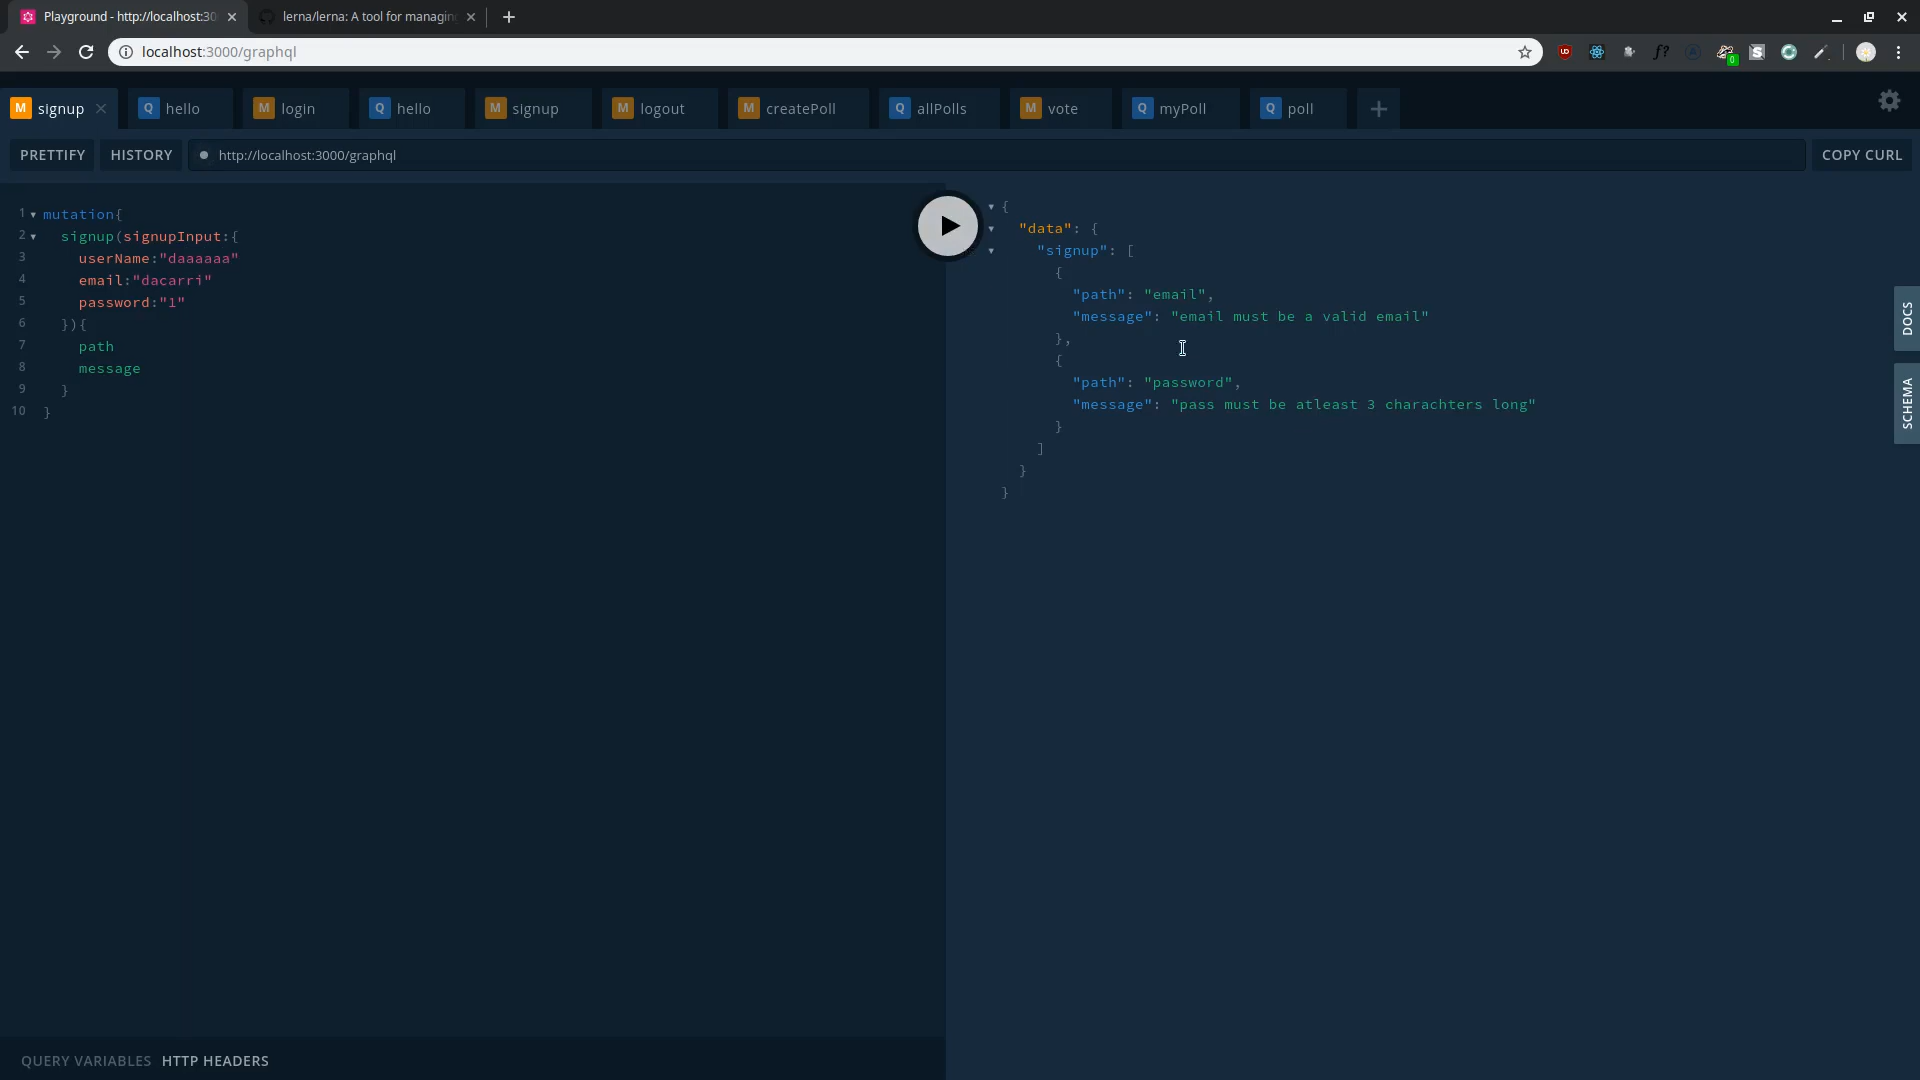 Playground - http://localhost:30
lerna/lerna: A tool for managin
localhost:3000/graphql
f?
0
M signup
Q hello
M login
Q hello
M signup
M logout
M createPoll
Q allPolls
M vote
Q myPoll
Q poll
PRETTIFY
HISTORY
http://localhost:3000/graphql
COPY CURL
1 mutation{
2 signup(signupInput:{
3 userName:"daaaaaa"
4 email:"dacarri"
5 password:"1"
6 }){
7 path
8 message
9 }
10 }
{
"data": {
"signup": [
{
"path": "email",
"message": "email must be a valid email"
},
{
"path": "password",
"message": "pass must be atleast 3 charachters long"
}
]
}
}
DOCS
SCHEMA
QUERY VARIABLES
HTTP HEADERS